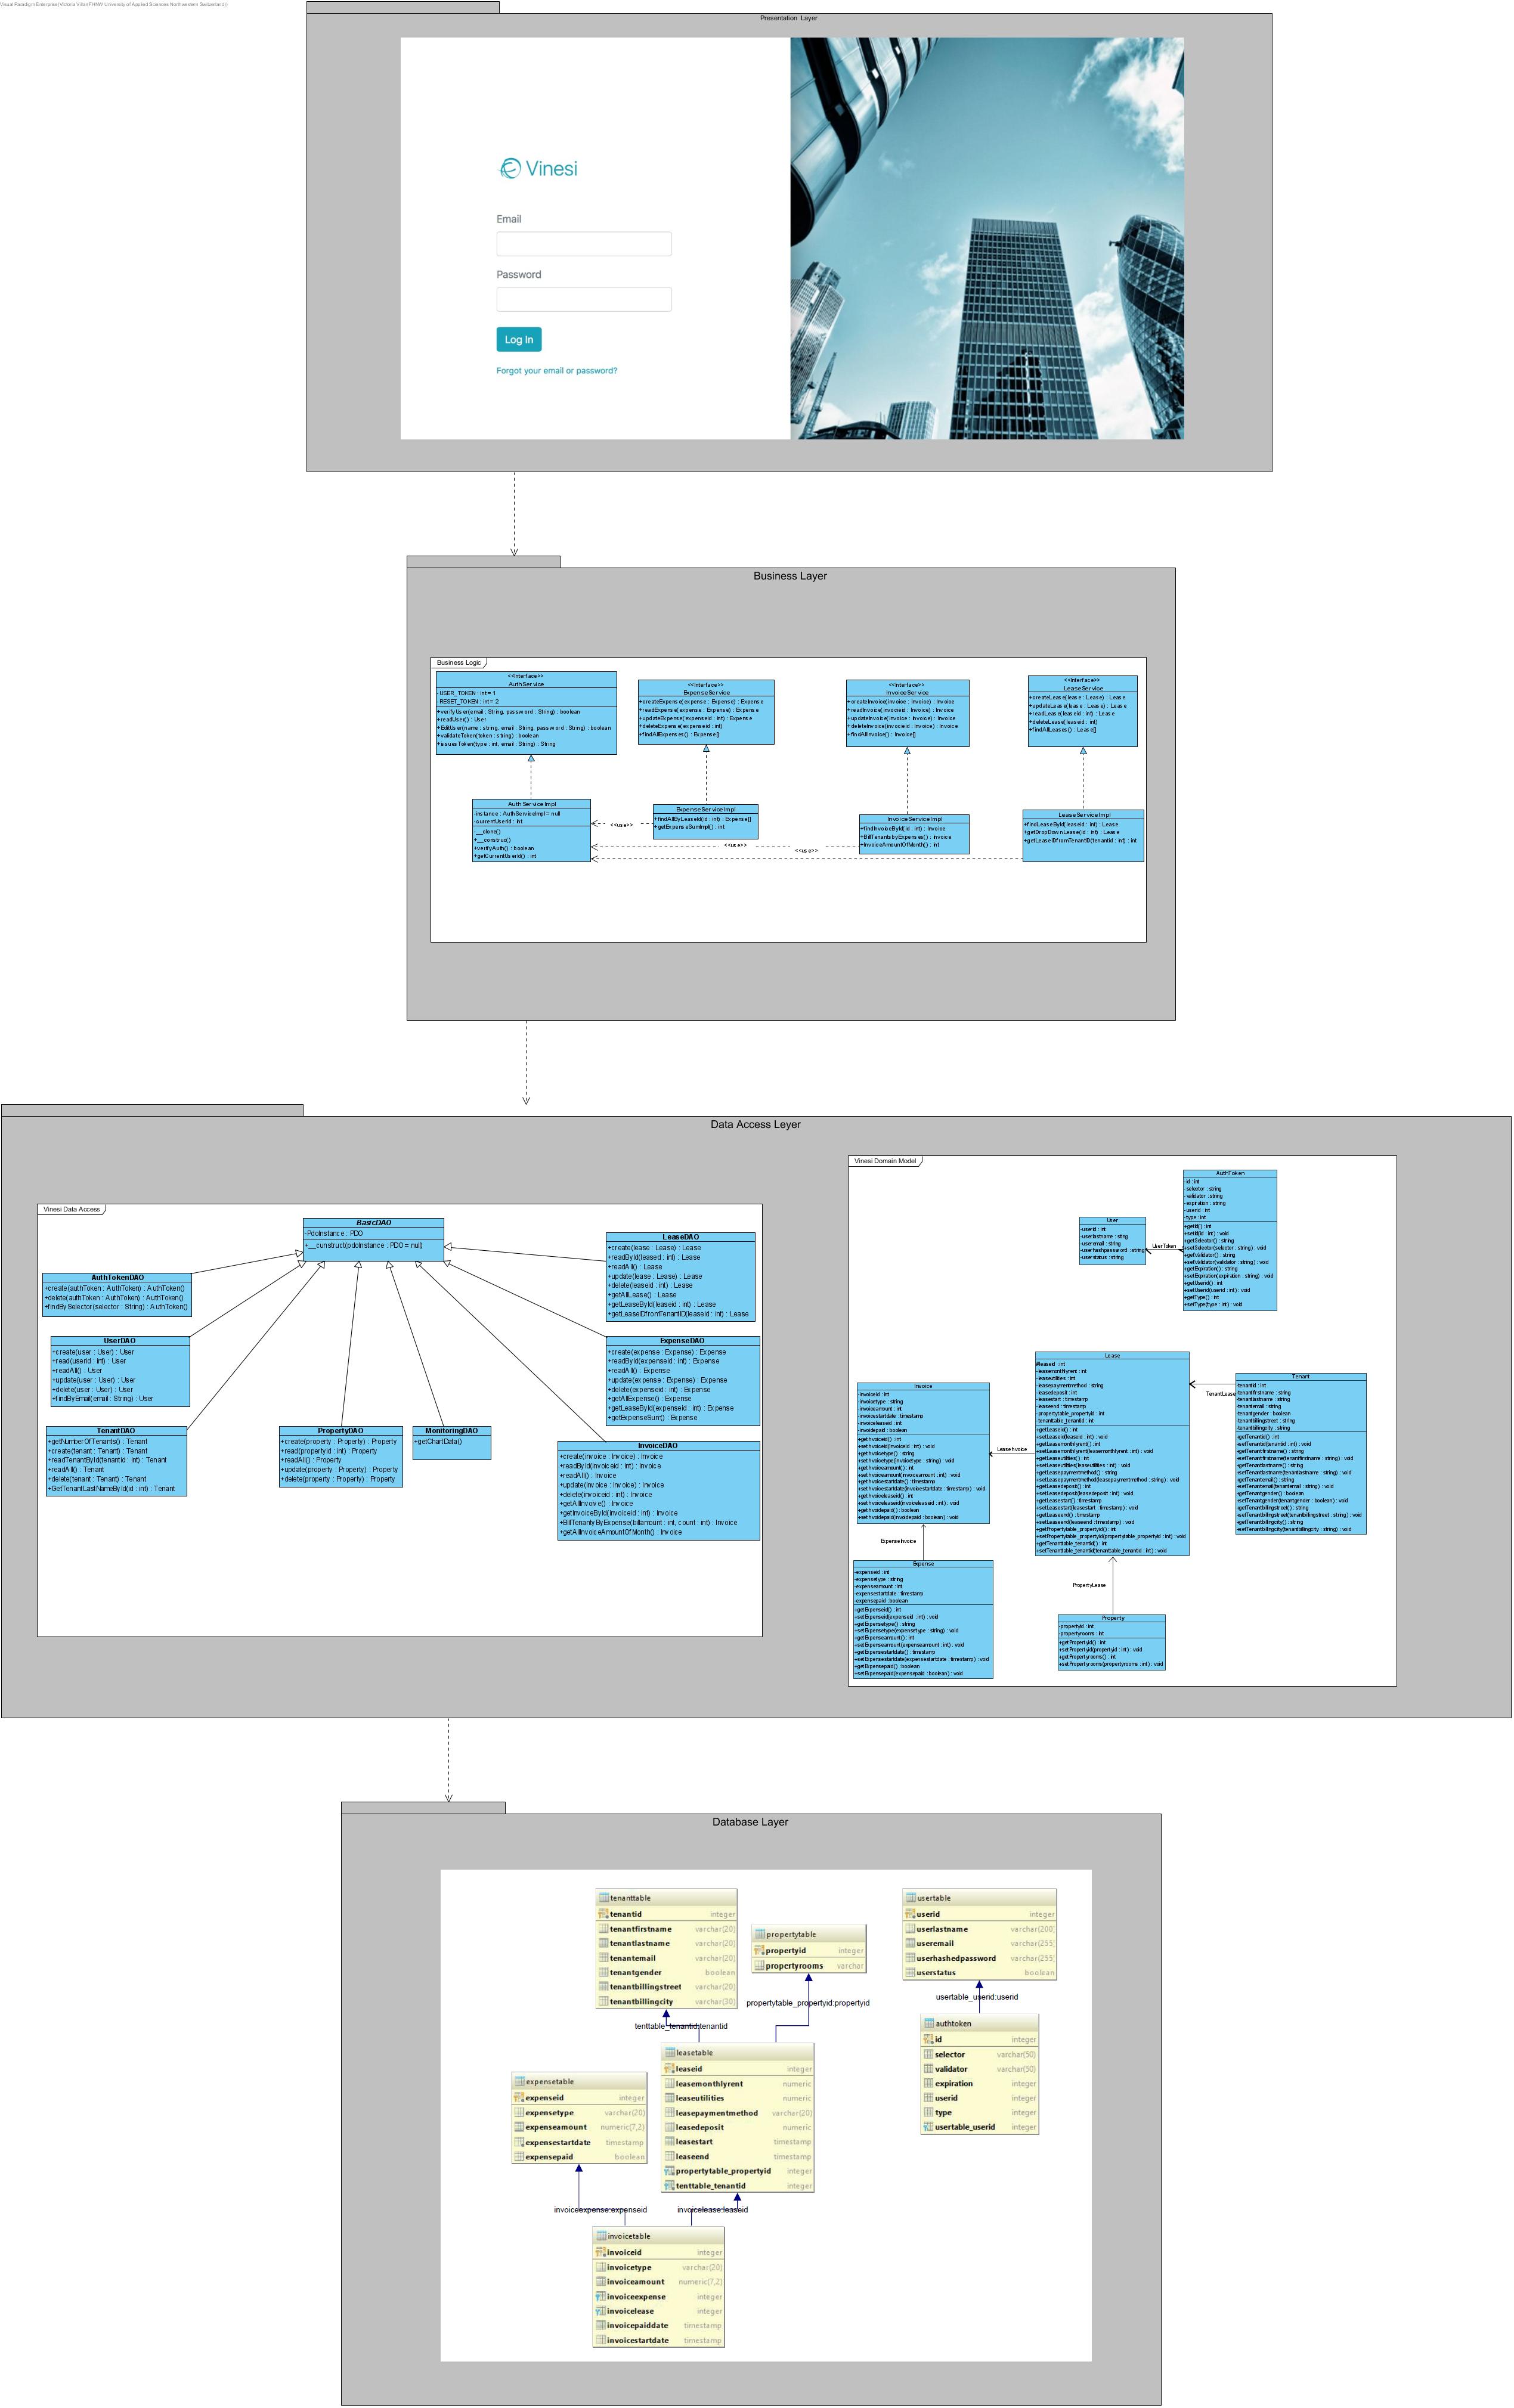 Visual Paradigm Enterprise(Victoria Villar(FHNW University of Applied Sciences Northwestern Switzerland))
Presentation Layer
Vinesi
Email
Password
Log In
Forgot your email or password?
Business Layer
Business Logic
<<Interface>>
AuthService
-USER_TOKEN : int = 1
-RESET_TOKEN : int = 2
+verifyUser(email : String, password : String) : boolean
+readUser() : User
+EditUser(name : string, email : String, password : String) : boolean
+validateToken(token : string) : boolean
+issuesToken(type : int, email : String) : String
<<Interface>>
ExpenseService
+createExpense(expense : Expense) : Expense
+readExpense(expense : Expense) : Expense
+updateExpense(expenseid : int) : Expense
+deleteExpense(expenseid : int)
+findAllExpenses() : Expense[]
<<Interface>>
InvoiceService
+createInvoice(invoice : Invoice) : Invoice
+readInvoice(invoiceid : Invoice) : Invoice
+updateInvoice(invoice : Invoice) : Invoice
+deleteInvoice(invoiceid : Invoice) : Invoice
+findAllInvoice() : Invoice[]
<<Interface>>
LeaseService
+createLease(lease : Lease) : Lease
+updateLease(lease : Lease) : Lease
+readLease(leaseid : int) : Lease
+deleteLease(leaseid : int)
+findAllLeases() : Lease[]
AuthServiceImpl
-instance : AuthServiceImpl = null
-currentUserId : int
-__clone()
+__construc()
+verifyAuth() : boolean
+getCurrentUserId() : int
<<use>>
ExpenseServiceImpl
+findAllByLeaseId(id : int) : Expense[]
+getExpenseSumImpl() : int
<<use>>
<<use>>
InvoiceServiceImpl
+findInvoiceById(id : int) : Invoice
+BillTenantsbyExpenses() : Invoice
+InvoiceAmountOfMonth() : int
LeaseServiceImpl
+findLeaseById(leaseid : int) : Lease
+getDropDownLease(id : int) : Lease
+getLeaseIDfromTenantID(tenantid : int) : int
Data Access Leyer
Vinesi Data Access
BasicDAO
-PdoInstance : PDO
+__cunstruct(pdoInstance : PDO = null)
AuthTokenDAO
+create(authToken : AuthToken) : AuthToken()
+delete(authToken : AuthToken) : AuthToken()
+findBySelector(selector : String) : AuthToken()
UserDAO
+create(user : User) : User
+read(userid : int) : User
+readAll() : User
+update(user : User) : User
+delete(user : User) : User
+findByEmail(email : String) : User
TenantDAO
+getNumberOfTenants() : Tenant
+create(tenant : Tenant) : Tenant
+readTenantById(tenantid : int) : Tenant
+readAll() : Tenant
+delete(tenant : Tenant) : Tenant
+GetTenantLastNameById(id : int) : Tenant
PropertyDAO
+create(property : Property) : Property
+read(propertyid : int) : Property
+readAll() : Property
+update(property : Property) : Property
+delete(property : Property) : Property
MonitoringDAO
+getChartData()
LeaseDAO
+create(lease : Lease) : Lease
+readById(leased : int) : Lease
+readAll() : Lease
+update(lease : Lease) : Lease
+delete(leaseid : int) : Lease
+getAllLease() : Lease
+getLeaseById(leaseid : int) : Lease
+getLeaseIDfromTenantID(leaseid : int) : Lease
ExpenseDAO
+create(expense : Expense) : Expense
+readById(expenseid : int) : Expense
+readAll() : Expense
+update(expense : Expense) : Expense
+delete(expenseid : int) : Expense
+getAllExpense() : Expense
+getLeaseById(expenseid : int) : Expense
+getExpenseSum() : Expense
InvoiceDAO
+create(invoice : Invoice) : Invoice
+readById(invoiceid : int) : Invoice
+readAll() : Invoice
+update(invoice : Invoice) : Invoice
+delete(invoiceid : int) : Invoice
+getAllInvoive() : Invoice
+getInvoiceById(invoiceid : int) : Invoice
+BillTenantyByExpense(billamount : int, count : int) : Invoice
+getAllInvoiceAmountOfMonth() : Invoice
Vinesi Domain Model
User
-userid : int
-userlastname : sting
-useremail : string
-userhashpassword : string
-userstatus : string
UserToken
AuthToken
-id : int
-selector : string
-validator : string
-expiration : string
-userid : int
-type : int
+getId() : int
+setId(id : int) : void
+getSelector() : string
+setSelector(selector : string) : void
+getValidator() : string
+setValidator(validator : string) : void
+getExpiration() : string
+setExpiration(expiration : string) : void
+getUserid() : int
+setUserid(userid : int) : void
+getType() : int
+setType(type : int) : void
Invoice
-invoiceid : int
-invoicetype : string
-invoiceamount : int
-invoicestartdate : timestamp
-invoiceleaseid : int
-invoidepaid : boolean
+getInvoiceid() : int
+setInvoiceid(invoiceid : int) : void
+getInvoicetype() : string
+setInvoicetype(invoicetype : string) : void
+getInvoiceamount() : int
+setInvoiceamount(invoiceamount : int) : void
+getInvoicestartdate() : timestamp
+setInvoicestartdate(invoicestartdate : timestamp) : void
+getInvoiceleaseid() : int
+setInvoiceleaseid(invoiceleaseid : int) : void
+getInvoidepaid() : boolean
+setInvoidepaid(invoidepaid : boolean) : void
LeaseInvoice
Lease
#leaseid : int
-leasemonthlyrent : int
-leaseutilities : int
-leasepaymentmethod : string
-leasedeposit : int
-leasestart : timestamp
-leaseend : timestamp
-propertytable_propertyid : int
-tenanttable_tenantid : int
+getLeaseid() : int
+setLeaseid(leaseid : int) : void
+getLeasemonthlyrent() : int
+setLeasemonthlyrent(leasemonthlyrent : int) : void
+getLeaseutilities() : int
+setLeaseutilities(leaseutilities : int) : void
+getLeasepaymentmethod() : string
+setLeasepaymentmethod(leasepaymentmethod : string) : void
+getLeasedeposit() : int
+setLeasedeposit(leasedeposit : int) : void
+getLeasestart() : timestamp
+setLeasestart(leasestart : timestamp) : void
+getLeaseend() : timestamp
+setLeaseend(leaseend : timestamp) : void
+getPropertytable_propertyid() : int
+setPropertytable_propertyid(propertytable_propertyid : int) : void
+getTenanttable_tenantid() : int
+setTenanttable_tenantid(tenanttable_tenantid : int) : void
TenantLease
Tenant
-tenantid : int
-tenantfirstname : string
-tenantlastname : string
-tenantemail : string
-tenantgender : boolean
-tenantbillingstreet : string
-tenantbillingcity : string
+getTenantid() : int
+setTenantid(tenantid : int) : void
+getTenantfirstname() : string
+setTenantfirstname(tenantfirstname : string) : void
+getTenantlastname() : string
+setTenantlastname(tenantlastname : string) : void
+getTenantemail() : string
+setTenantemail(tenantemail : string) : void
+getTenantgender() : boolean
+setTenantgender(tenantgender : boolean) : void
+getTenantbillingstreet() : string
+setTenantbillingstreet(tenantbillingstreet : string) : void
+getTenantbillingcity() : string
+setTenantbillingcity(tenantbillingcity : string) : void
ExpenseInvoice
Expense
-expenseid : int
-expensetype : string
-expenseamount : int
-expensestartdate : timestamp
-expensepaid : boolean
+getExpenseid() : int
+setExpenseid(expenseid : int) : void
+getExpensetype() : string
+setExpensetype(expensetype : string) : void
+getExpenseamount() : int
+setExpenseamount(expenseamount : int) : void
+getExpensestartdate() : timestamp
+setExpensestartdate(expensestartdate : timestamp) : void
+getExpensepaid() : boolean
+setExpensepaid(expensepaid : boolean) : void
PropertyLease
Property
-propertyid : int
-propertyrooms : int
+getPropertyid() : int
+setPropertyid(propertyid : int) : void
+getPropertyrooms() : int
+setPropertyrooms(propertyrooms : int) : void
Database Layer
tenanttable
tenantid integer
tenantfirstname varchar(20)
tenantlastname varchar(20)
tenantemail varchar(20)
tenantgender boolean
tenantbillingstreet varchar(20)
tenantbillingcity varchar(30)
propertytable
propertyid integer
propertyrooms varchar
usertable
userid integer
userlastname varchar(200)
useremail varchar(255)
userhashedpassword varchar(255)
userstatus boolean
usertable_userid:userid
propertytable_propertyid:propertyid
tenttable_tenantid:tenantid
authtoken
id integer
selector varchar(50)
validator varchar(50)
expiration integer
userid integer
type integer
usertable_userid integer
leasetable
leaseid integer
leasemonthlyrent numeric
leaseutilities numeric
leasepaymentmethod varchar(20)
leasedeposit numeric
leasestart timestamp
leaseend timestamp
propertytable_propertyid integer
tenttable_tenantid integer
expensetable
expenseid integer
expensetype varchar(20)
expenseamount numeric(7,2)
expensestartdate timestamp
expensepaid boolean
invoiceexpense:expenseid
invoicelease:leaseid
invoicetable
invoiceid integer
invoicetype varchar(20)
invoiceamount numeric(7,2)
invoiceexpense integer
invoicelease integer
invoicepaiddate timestamp
invoicestartdate timestamp